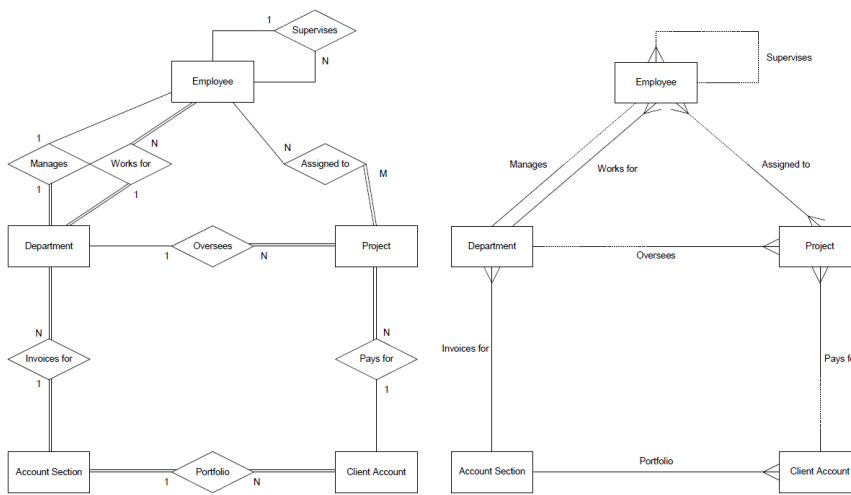 1
Supervises
N
Employee
1
N
Manages
Works for
1
1
N
Assigned to
M
Department
Oversees
Project
1
N
N
N
Invoices for
Pays for
1
1
Account Section
Portfolio
Client Account
1
N
Supervises
Employee
Manages
Works for
Assigned to
Department
Project
Oversees
Invoices for
Pays fo
Portfolio
Account Section
Client Account